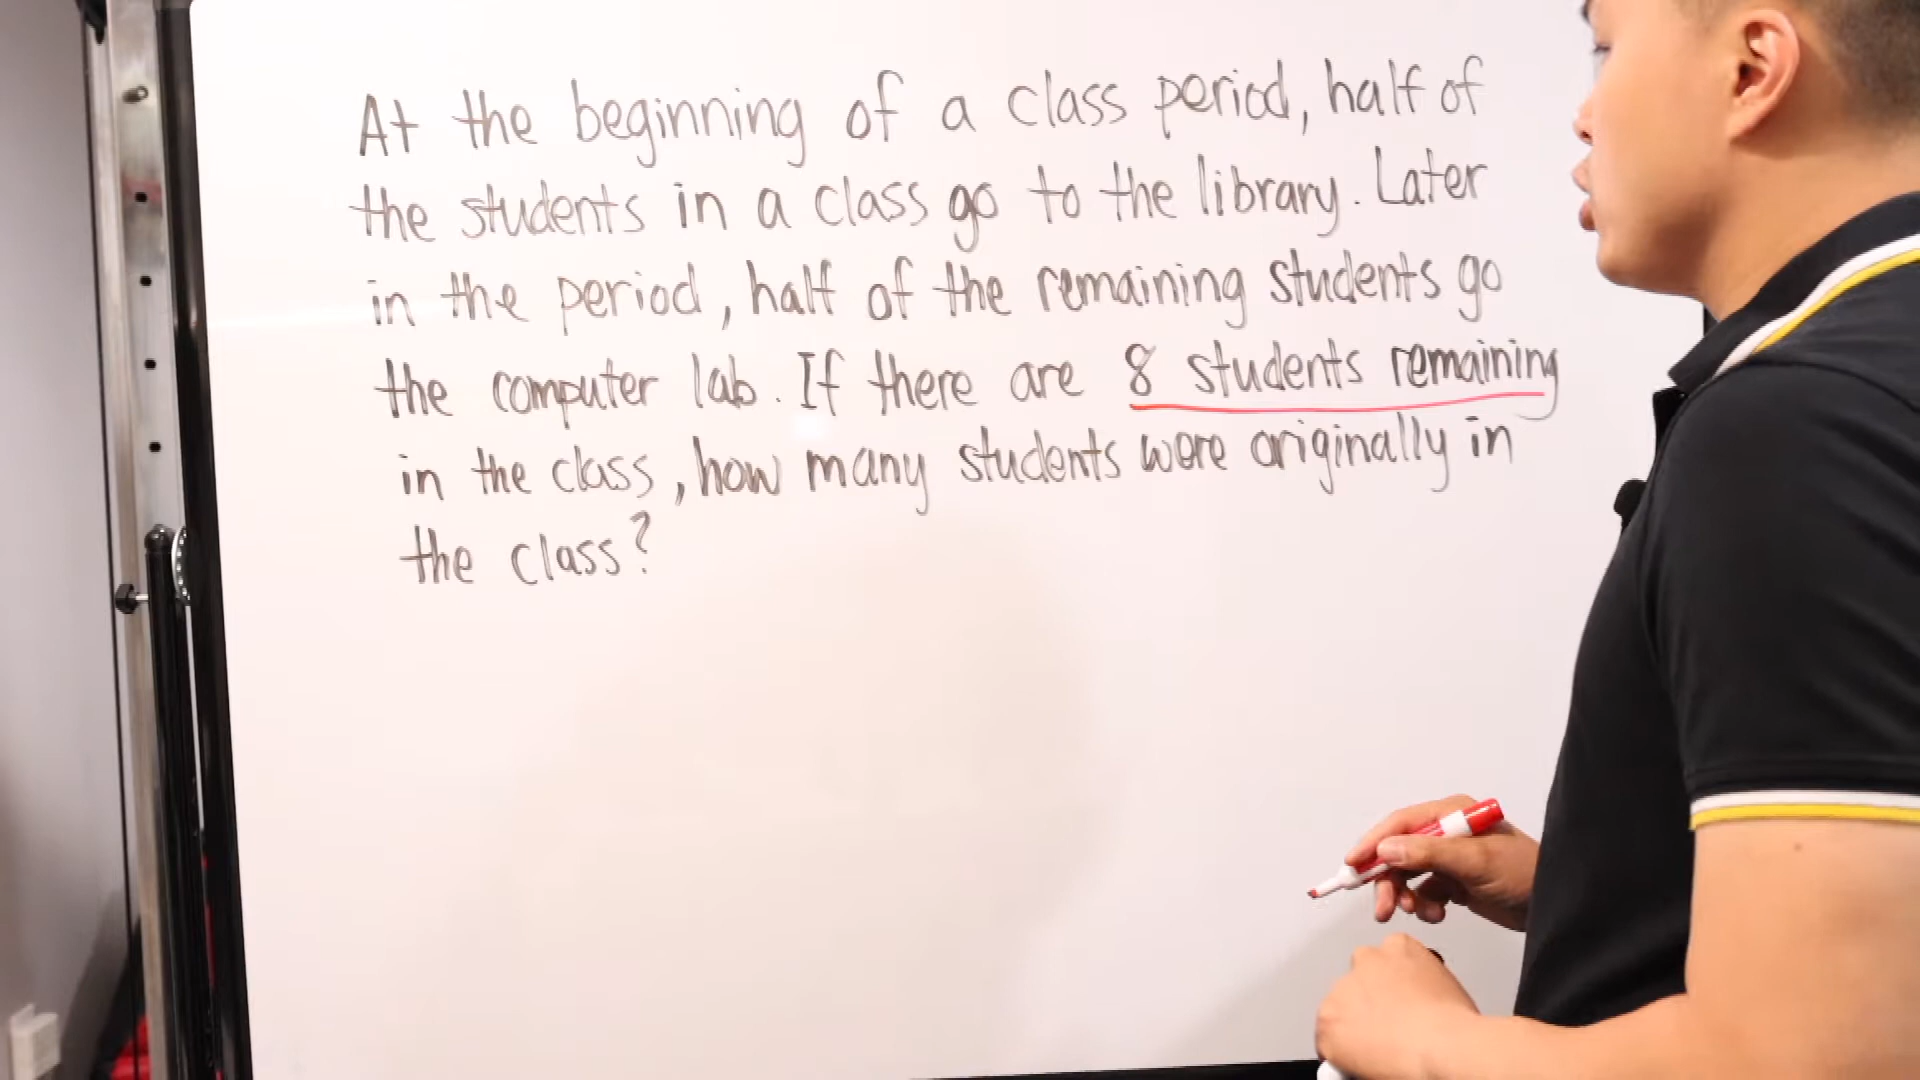 At the beginning of a class period, half of
the students in a class go to the library. Later
in the period, half of the remaining students go
the computer lab. If there are 8 students remaining
in the class, how many students were originally in
the class?